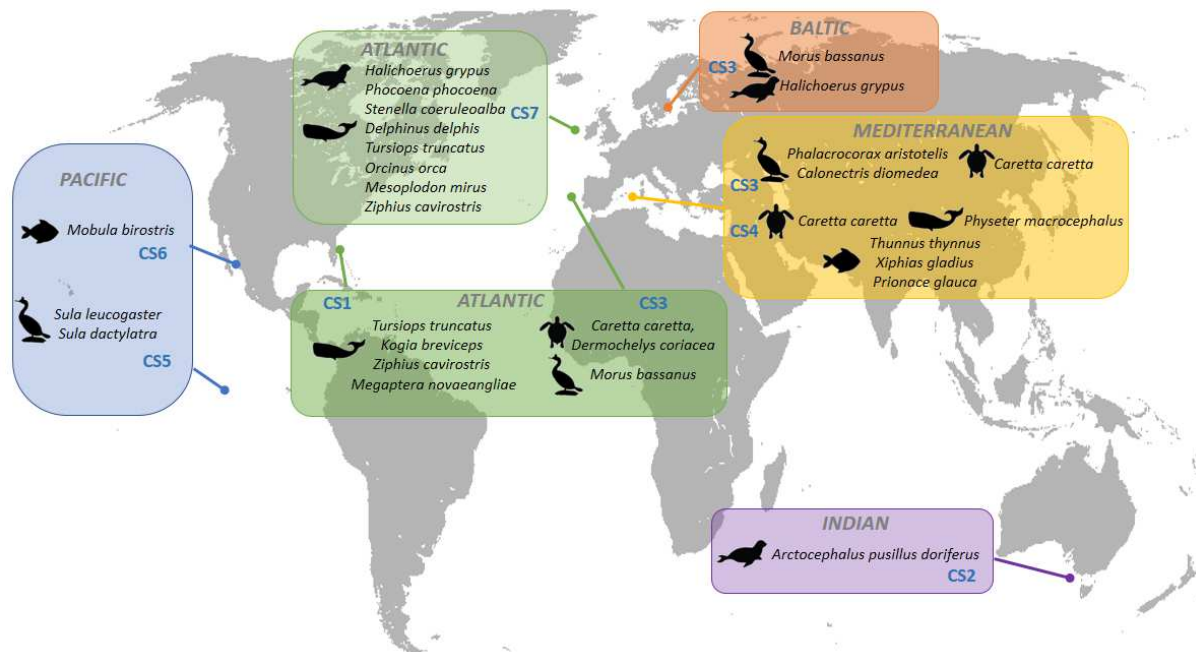 ATLANTIC
Halichoerus grypus
Phocoena phocoena
Stenella coeruleoalba
CS7
Delphinus delphis
Tursiops truncatus
Orcinus orca
Mesoplodon mirus
Ziphius cavirostris
BALTIC
CS3
Morus bassanus
Halichoerus grypus
MEDITERRANEAN
Phalacrocorax aristotelis
Calonectris diomedea
Caretta caretta
CS3
CS4
Caretta caretta
Physeter macrocephalus
Thunnus thynnus
Xiphias gladius
Prionace glauca
PACIFIC
Mobula birostris
CS6
Sula leucogaster
Sula dactylatra
CS5
CS1
ATLANTIC
CS3
Tursiops truncatus
Kogia breviceps
Ziphius cavirostris
Megaptera novaeangliae
Caretta caretta,
Dermochelys coriacea
Morus bassanus
INDIAN
Arctocephalus pusillus doriferus
CS2